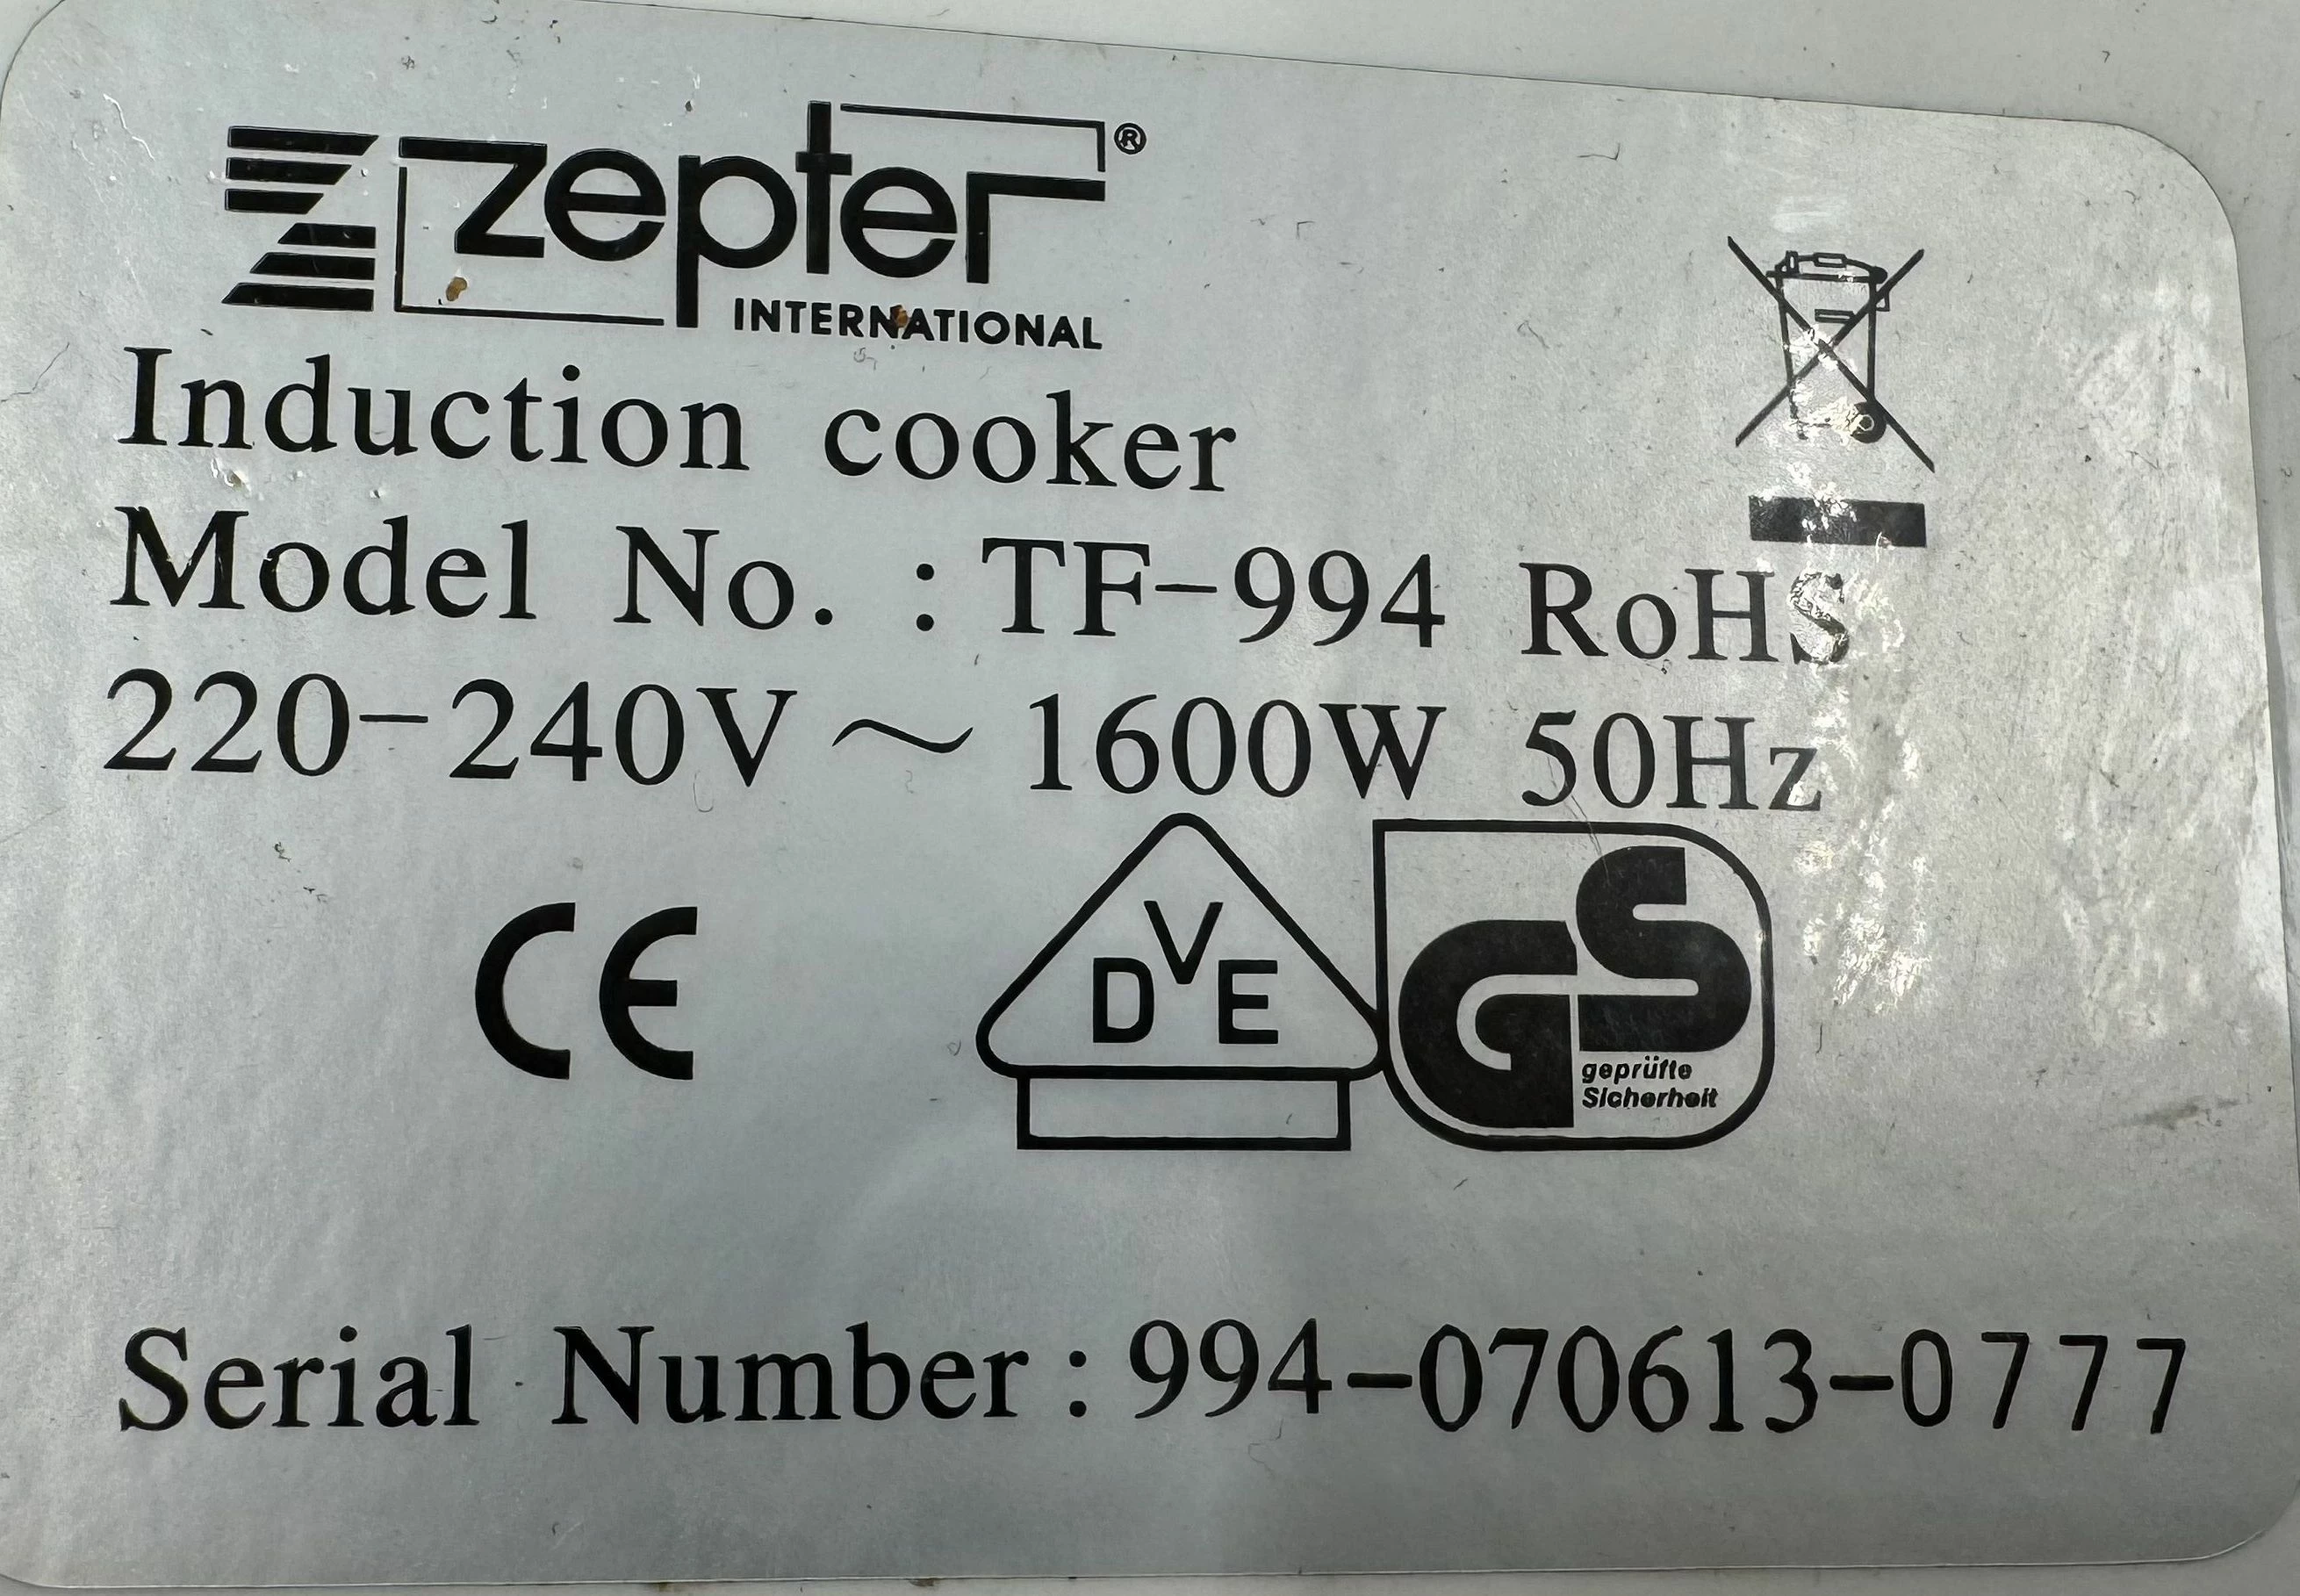 zepter®
INTERNATIONAL
Induction cooker
Model No. : TF-994 RoHS
220-240V~ 1600W 50Hz
CE
DVE
GS
geprüfte
Sicherheit
Serial Number: 994-070613-0777